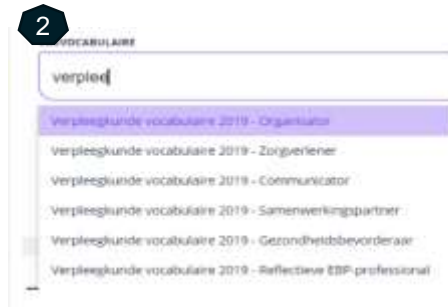 2
VOCABULAIRE
verplee
Verpleegkunde vocabulaire 2019 - Organisator
Verpleegkunde vocabulaire 2019 - Zorgverlener
Verpleegkunde vocabulaire 2019 - Communicator
Verpleegkunde vocabulaire 2019 - Samenwerkingspartner
Verpleegkunde vocabulaire 2019 - Gezondheidsbevorderaar
Verpleegkunde vocabulaire 2019 - Reflectieve EBP-professional